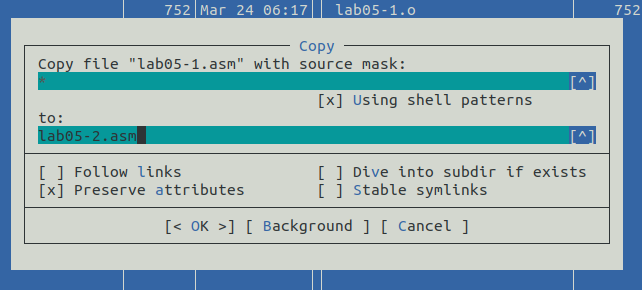 752 Mar 24 06:17 lab05-1.o 752
Copy
Copy file "lab05-1.asm" with source mask:
* [^]
[x] Using shell patterns
to:
lab05-2.asm [^]
[ ] Follow links [ ] Dive into subdir if exists
[x] Preserve attributes [ ] Stable symlinks
[< OK >] [ Background ] [ Cancel ]